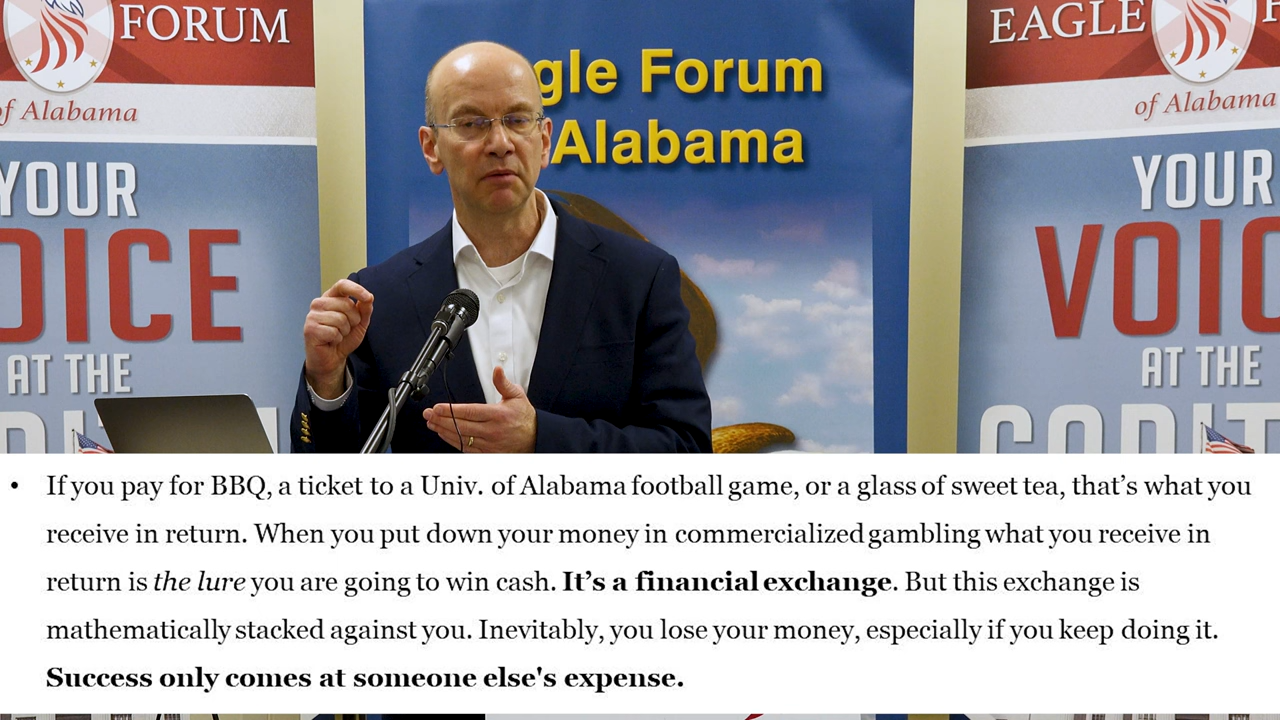 FORUM
of Alabama
YOUR
VOICE
AT THE
gle Forum
Alabama
EAGLE
of Alabama
YOUR
VOIC
AT THE
• If you pay for BBQ, a ticket to a Univ. of Alabama football game, or a glass of sweet tea, that’s what you
receive in return. When you put down your money in commercialized gambling what you receive in
return is the lure you are going to win cash. It’s a financial exchange. But this exchange is
mathematically stacked against you. Inevitably, you lose your money, especially if you keep doing it.
Success only comes at someone else's expense.